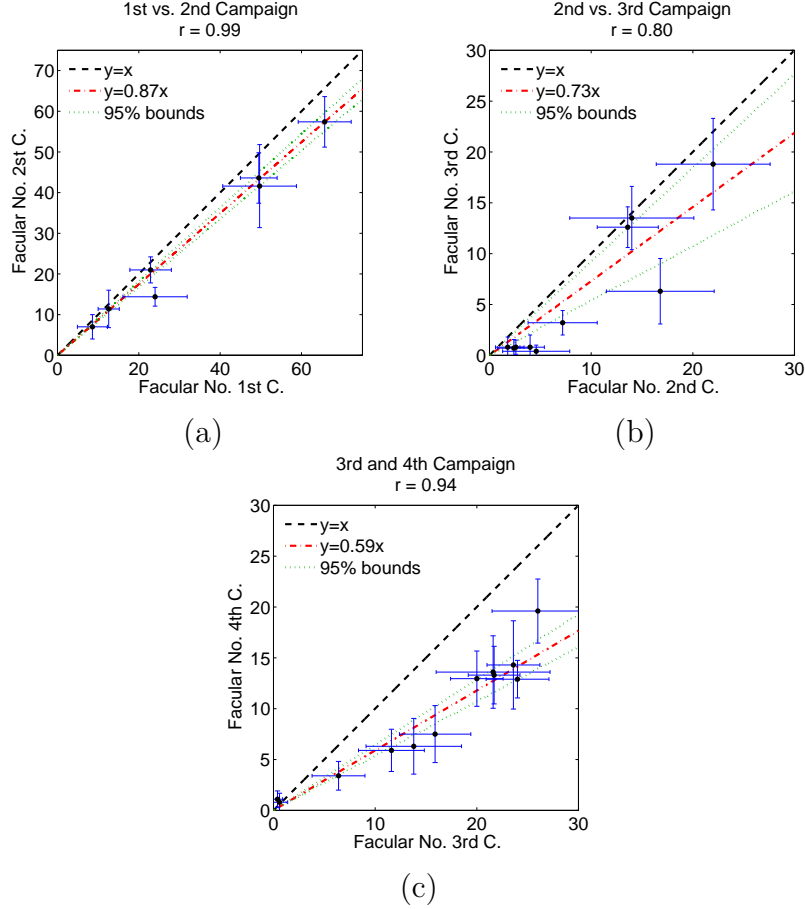 1st vs. 2nd Campaign
r = 0.99
70
60
50
40
30
20
10
0
0
20
40
60
Facular No. 2st C.
Facular No. 1st C.
y=x
y=0.87x
95% bounds
(a)
2nd vs. 3rd Campaign
r = 0.80
30
25
20
15
10
5
0
0
10
20
30
Facular No. 3rd C.
Facular No. 2nd C.
y=x
y=0.73x
95% bounds
(b)
3rd and 4th Campaign
r = 0.94
30
25
20
15
10
5
0
0
10
20
30
Facular No. 4th C.
Facular No. 3rd C.
y=x
y=0.59x
95% bounds
(c)